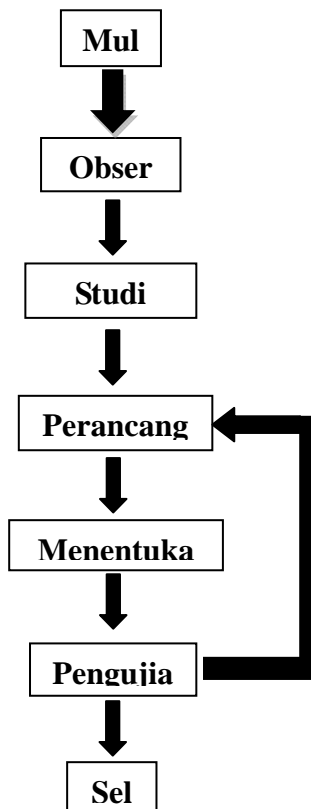 Mul
Obser
Studi
Perancang
Menentuka
Pengujia
Sel